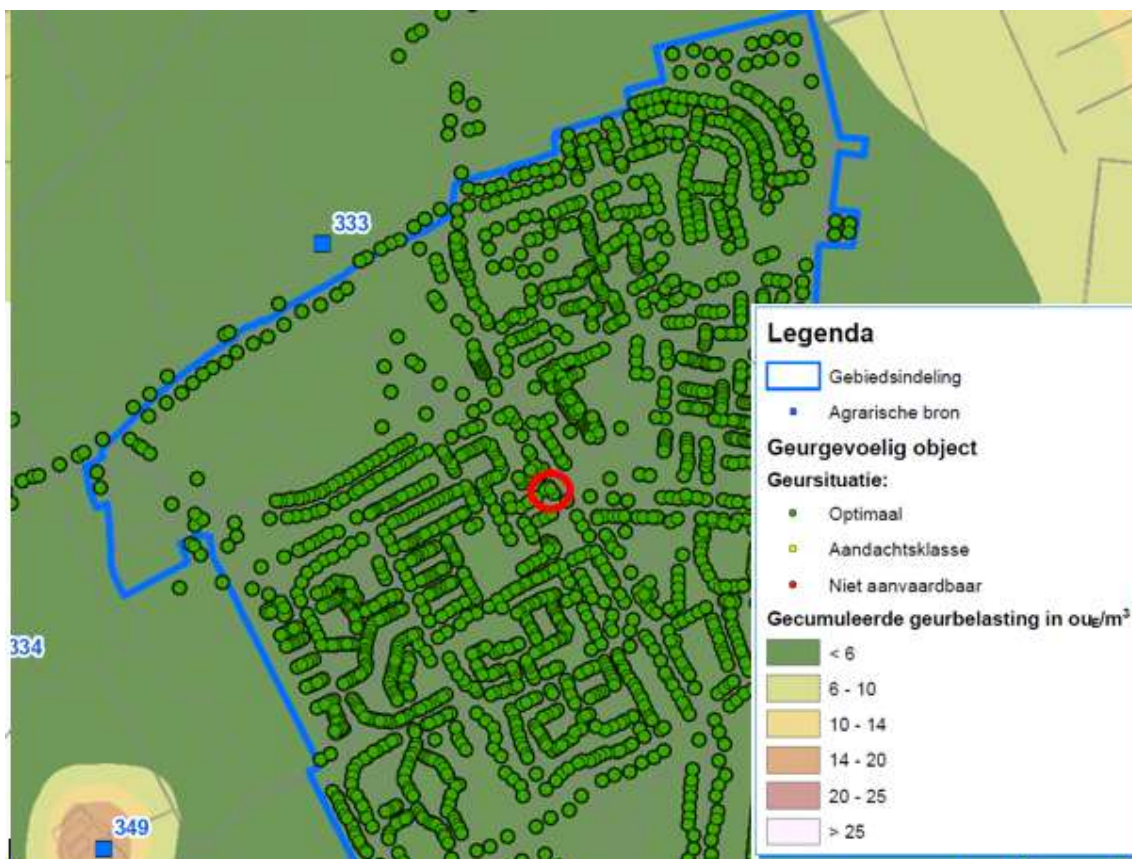 333
334
349
Legenda
Gebiedsindeling
Agrarische bron
Geurgevoelig object
Geursituatie:
Optimaal
Aandachtsklasse
Niet aanvaardbaar
Gecumuleerde geurbelasting in ouE/m³
< 6
6 - 10
10 - 14
14 - 20
20 - 25
> 25